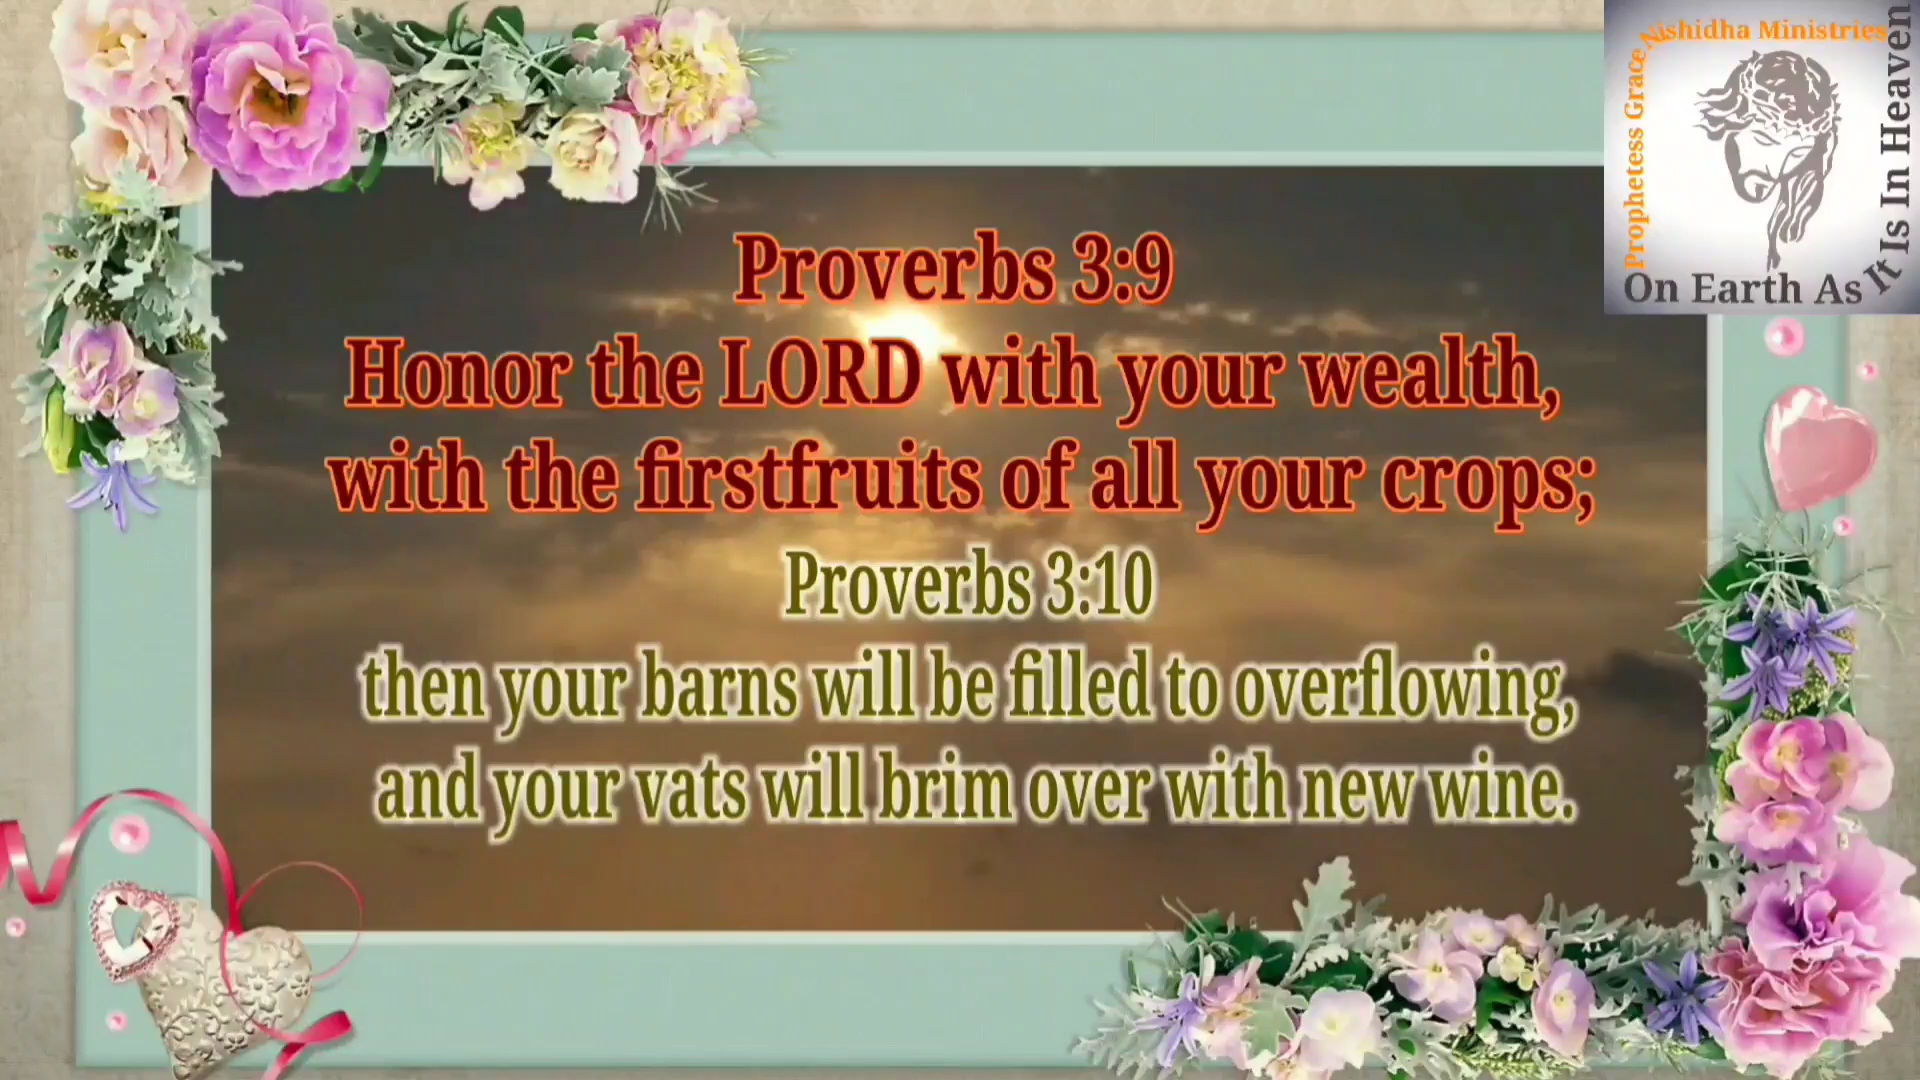 Prophetess Grace Nishidha Ministries
On Earth As It Is In Heaven
Proverbs 3:9
Honor the LORD with your wealth,
with the firstfruits of all your crops;
Proverbs 3:10
then your barns will be filled to overflowing,
and your vats will brim over with new wine.